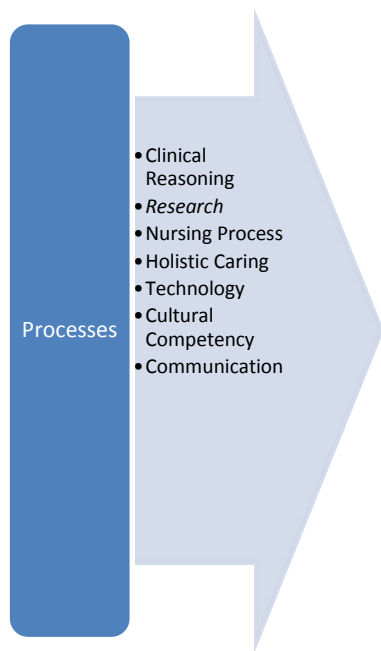 Processes
•Clinical
Reasoning
•Research
•Nursing Process
•Holistic Caring
•Technology
•Cultural
Competency
•Communication